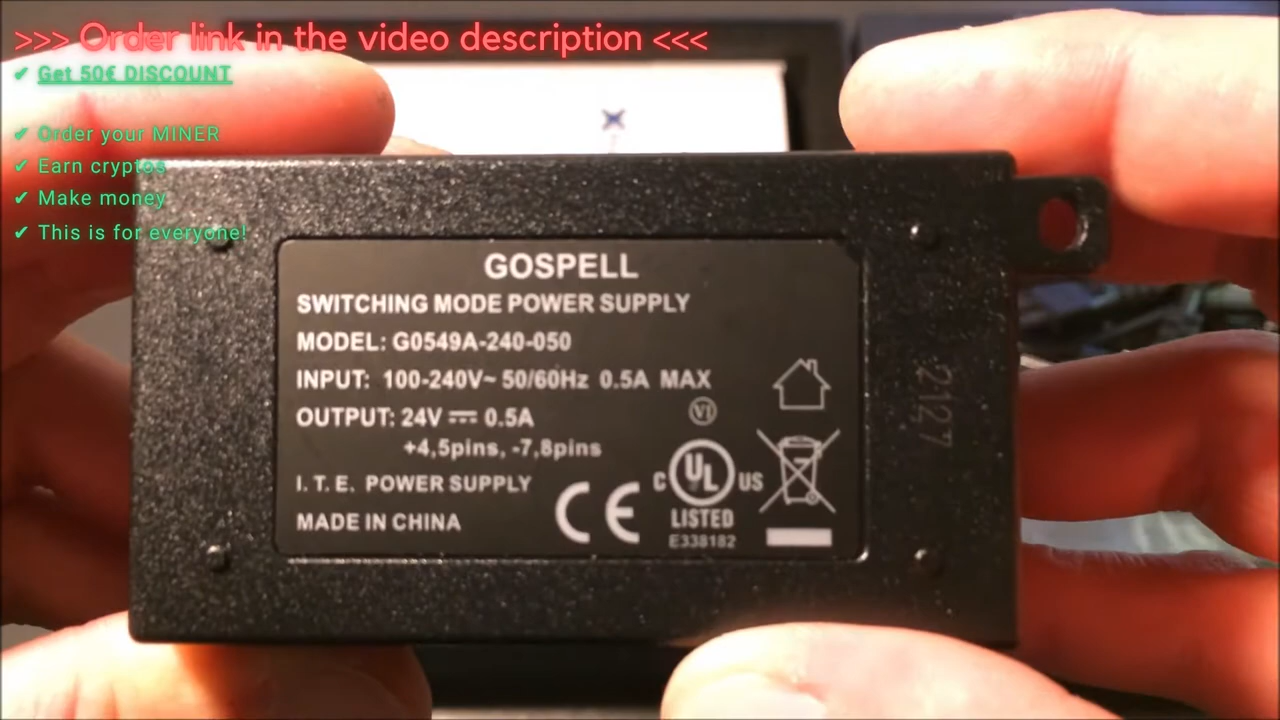 >>> Order link in the video description <<<
✔ Get 50€ DISCOUNT
✔ Order your MINER
✔ Earn cryptos
✔ Make money
✔ This is for everyone!
GOSPELL
SWITCHING MODE POWER SUPPLY
MODEL: G0549A-240-050
INPUT: 100-240V~ 50/60Hz 0.5A MAX
OUTPUT: 24V ⎓ 0.5A
VI
+4,5pins, -7,8pins
I. T. E. POWER SUPPLY
MADE IN CHINA
CE
C UL US
LISTED
E338182
2127